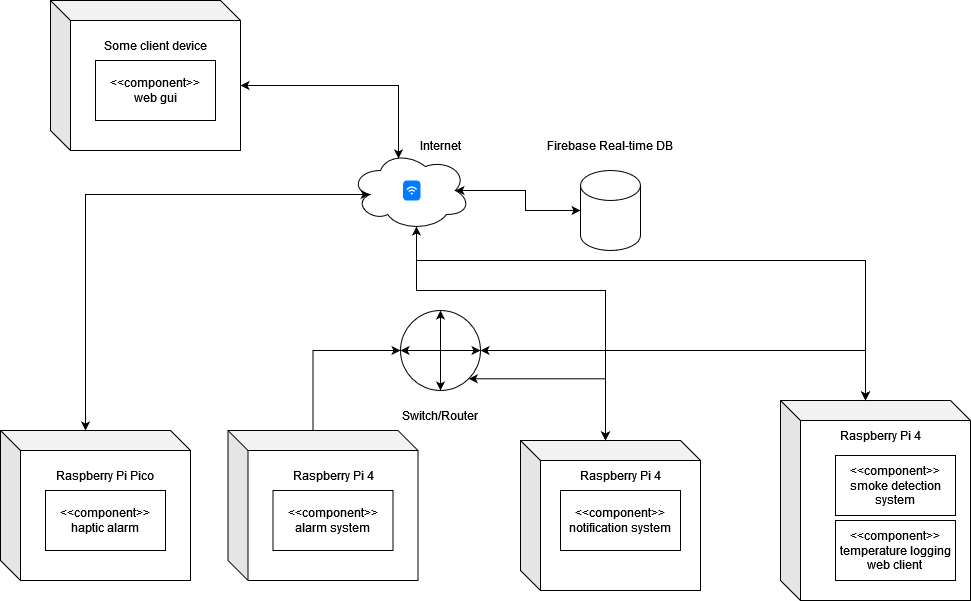 Some client device
<<component>>
web gui
Internet
Firebase Real-time DB
Switch/Router
Raspberry Pi Pico
<<component>>
haptic alarm
Raspberry Pi 4
<<component>>
alarm system
Raspberry Pi 4
<<component>>
notification system
Raspberry Pi 4
<<component>>
smoke detection
system
<<component>>
temperature logging
web client